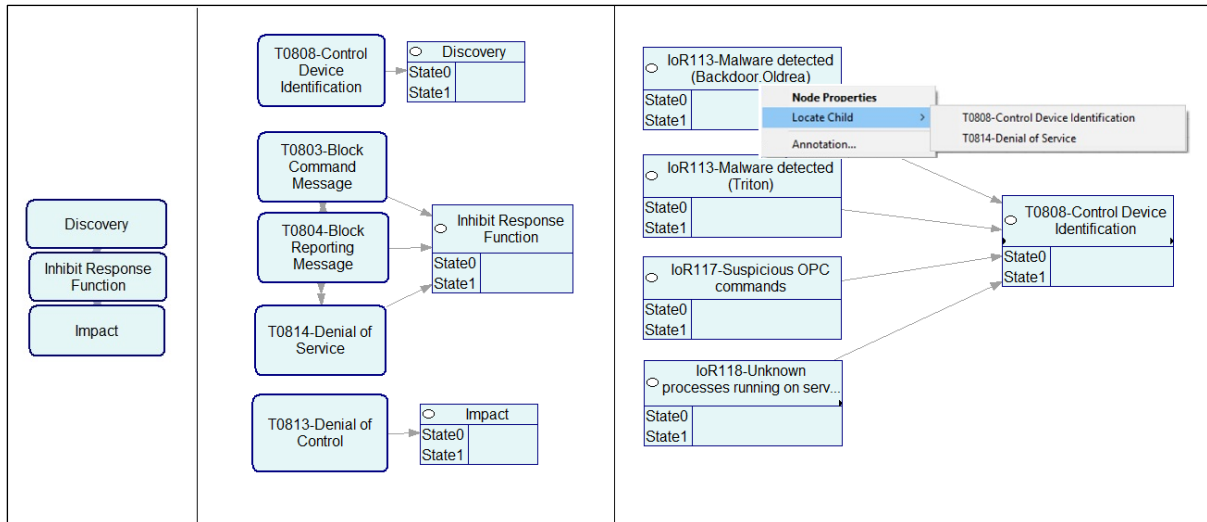 Discovery
Inhibit Response
Function
Impact
T0808-Control
Device
Identification
Discovery
State0
State1
T0803-Block
Command
Message
T0804-Block
Reporting
Message
Inhibit Response
Function
State0
State1
T0814-Denial of
Service
T0813-Denial of
Control
Impact
State0
State1
IoR113-Malware detected
(Backdoor.Oldrea)
State0
State1
Node Properties
Locate Child
Annotation...
T0808-Control Device Identification
T0814-Denial of Service
IoR113-Malware detected
(Triton)
State0
State1
IoR117-Suspicious OPC
commands
State0
State1
IoR118-Unknown
processes running on serv...
State0
State1
T0808-Control Device
Identification
State0
State1